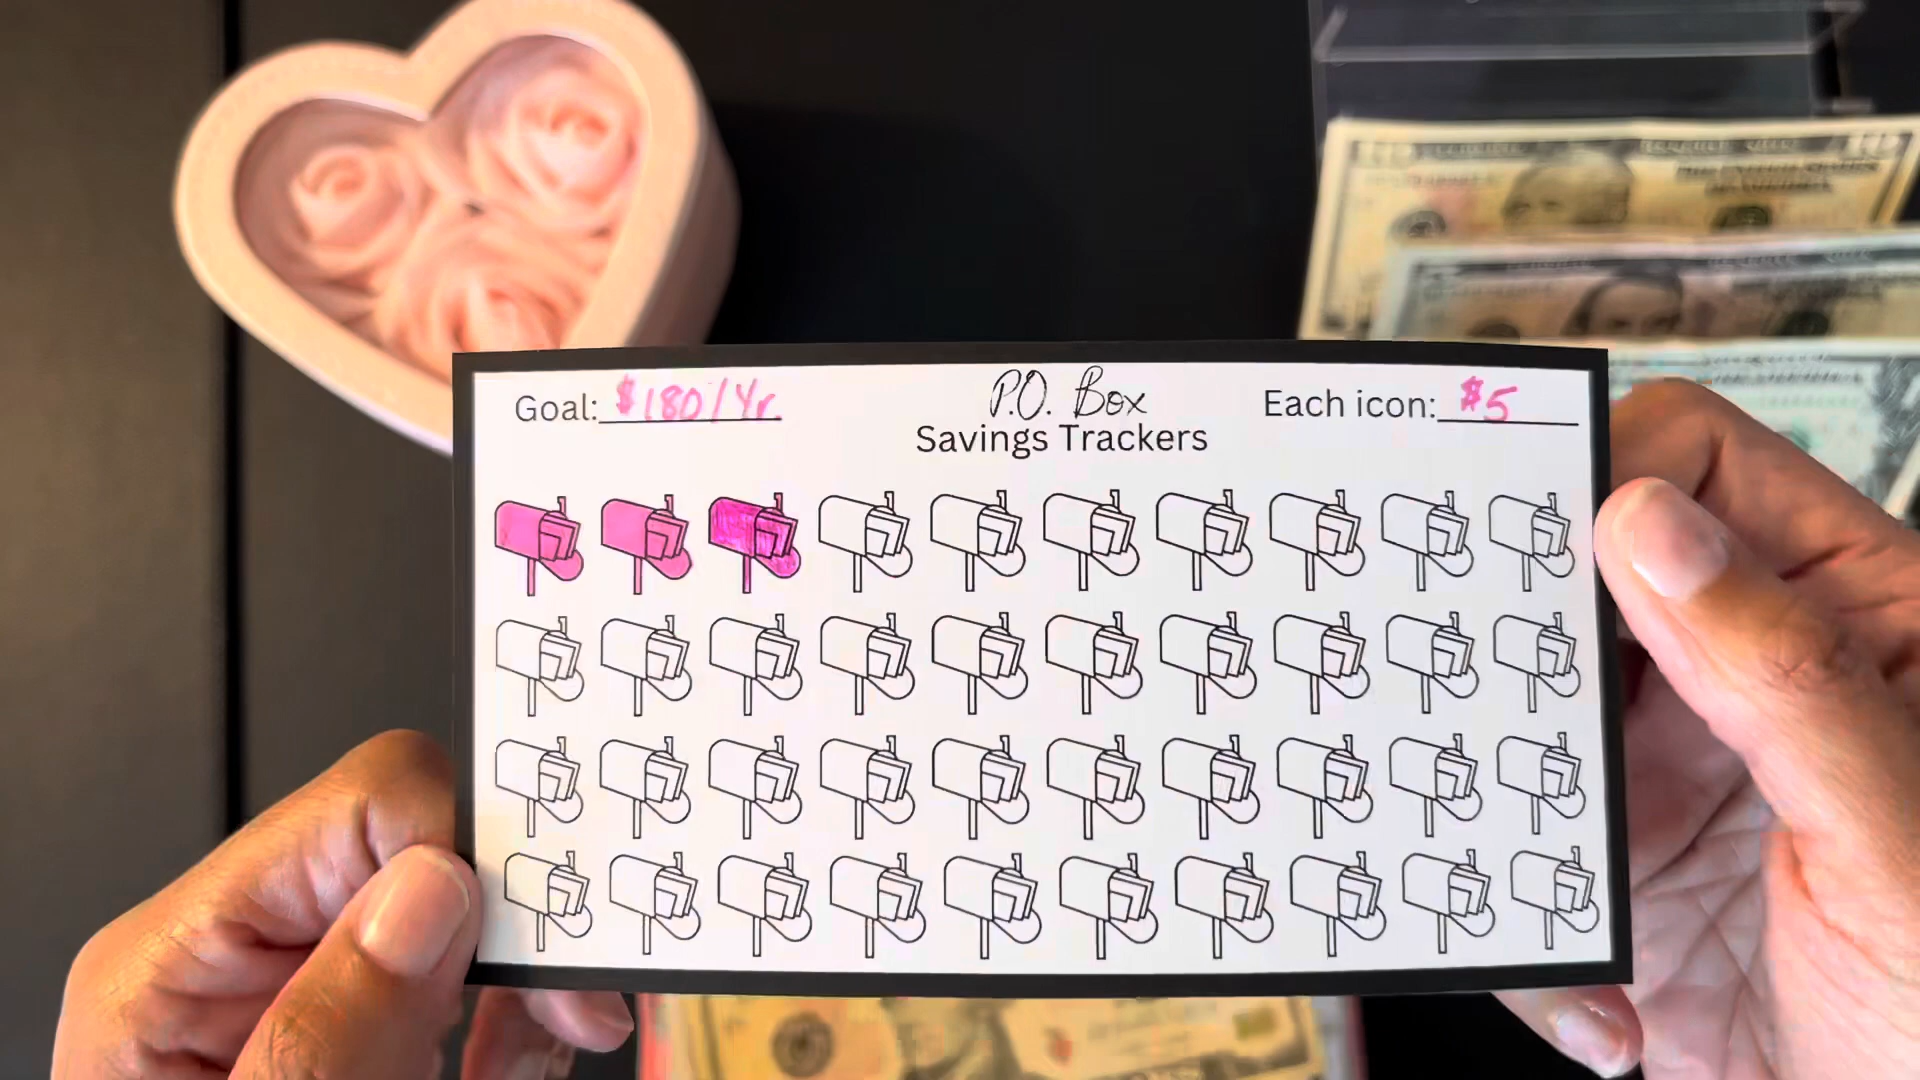 Goal: $180/Yr.
P.O. Box
Each icon: $5
Savings Trackers